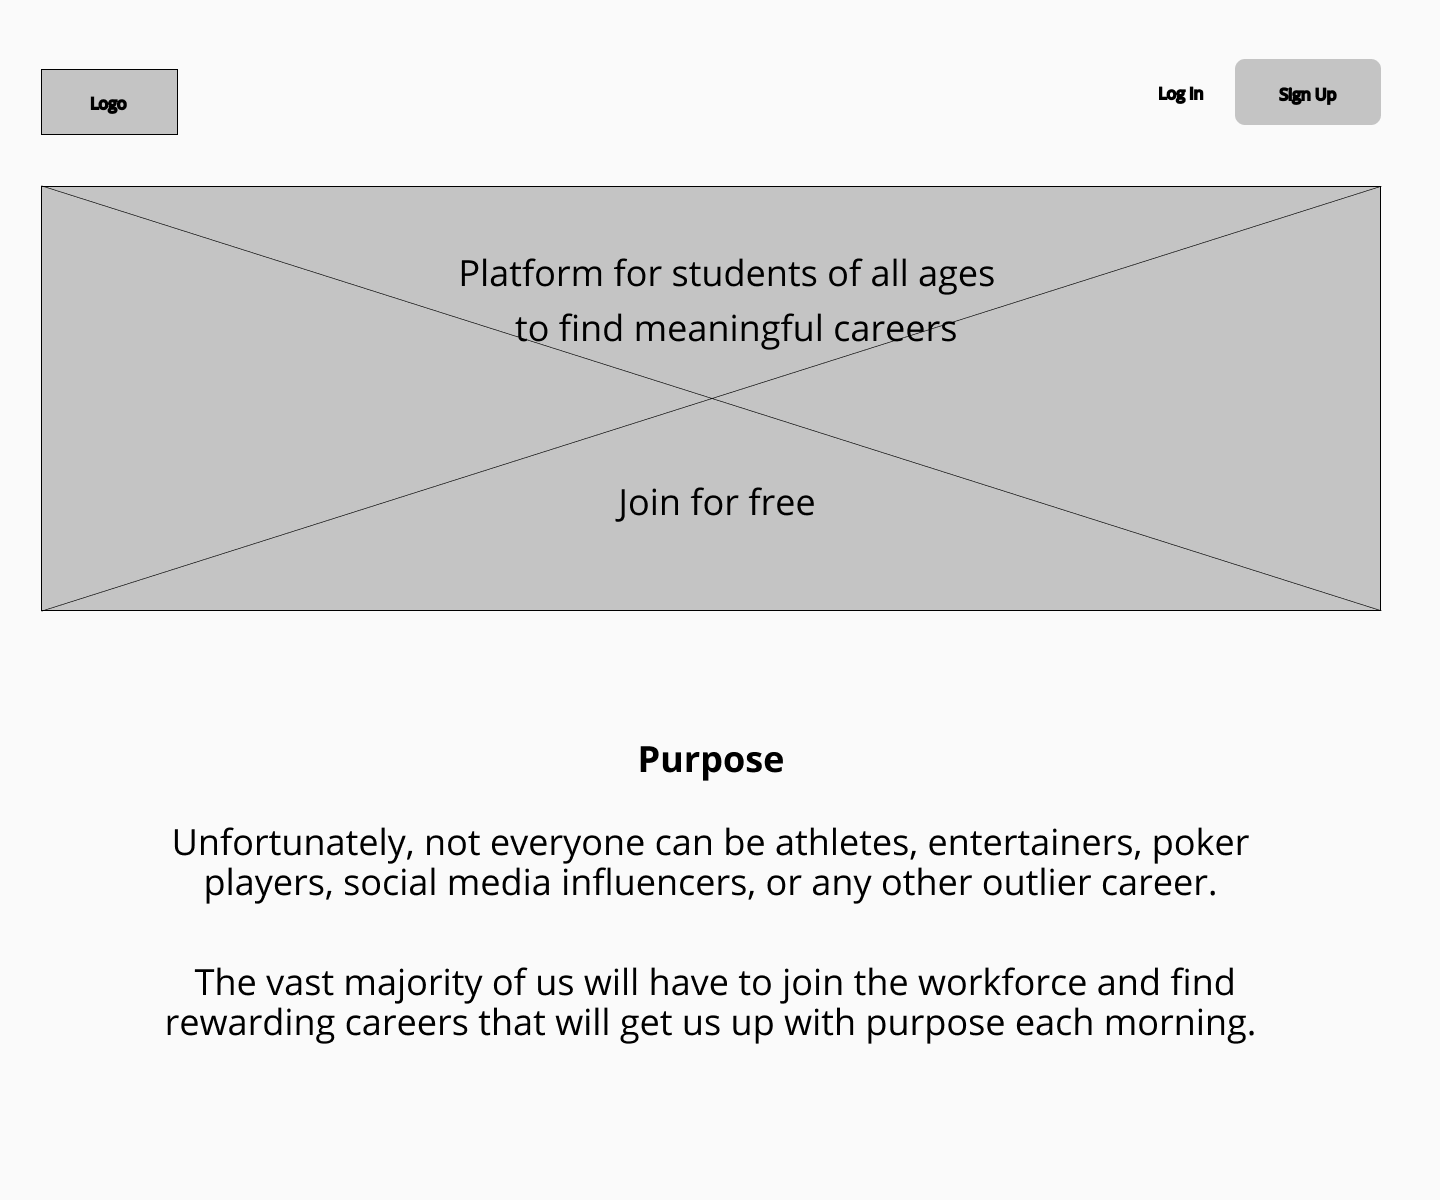 Logo
Log In
Sign Up
Platform for students of all ages
to find meaningful careers
Join for free
Purpose
Unfortunately, not everyone can be athletes, entertainers, poker
players, social media influencers, or any other outlier career.
The vast majority of us will have to join the workforce and find
rewarding careers that will get us up with purpose each morning.